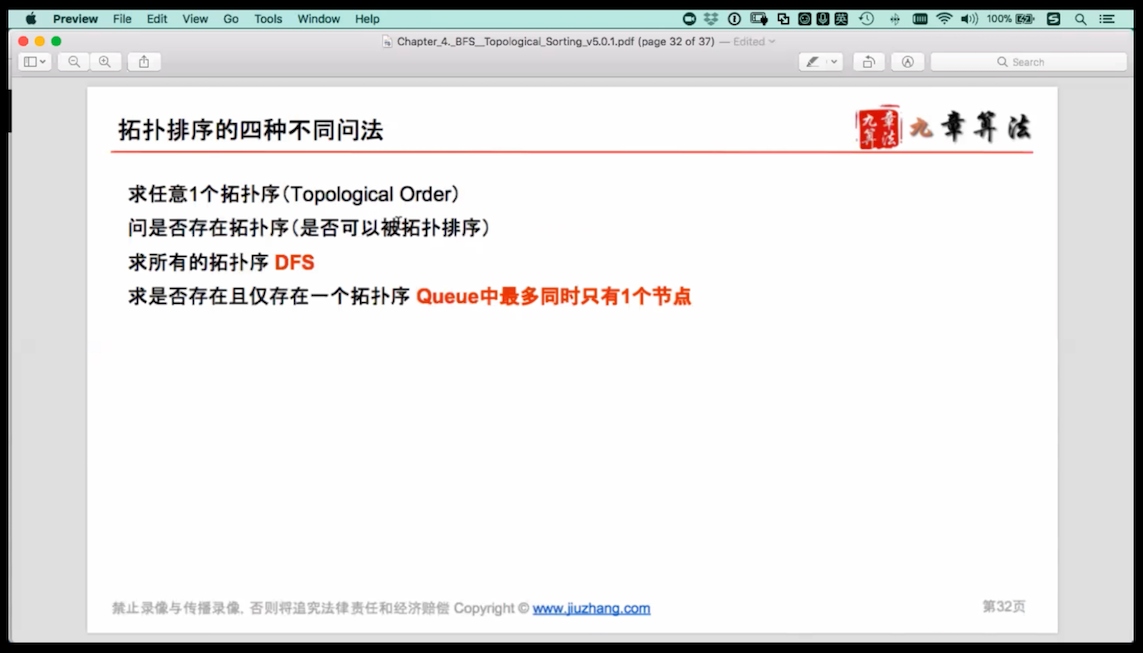 Preview File Edit View Go Tools Window Help 100%
Chapter_4._BFS__Topological_Sorting_v5.0.1.pdf (page 32 of 37) — Edited
Search
拓扑排序的四种不同问法
九章算法 九章算法
求任意1个拓扑序(Topological Order)
问是否存在拓扑序(是否可以被拓扑排序)
求所有的拓扑序 DFS
求是否存在且仅存在一个拓扑序 Queue中最多同时只有1个节点
禁止录像与传播录像, 否则将追究法律责任和经济赔偿 Copyright © www.jiuzhang.com
第32页